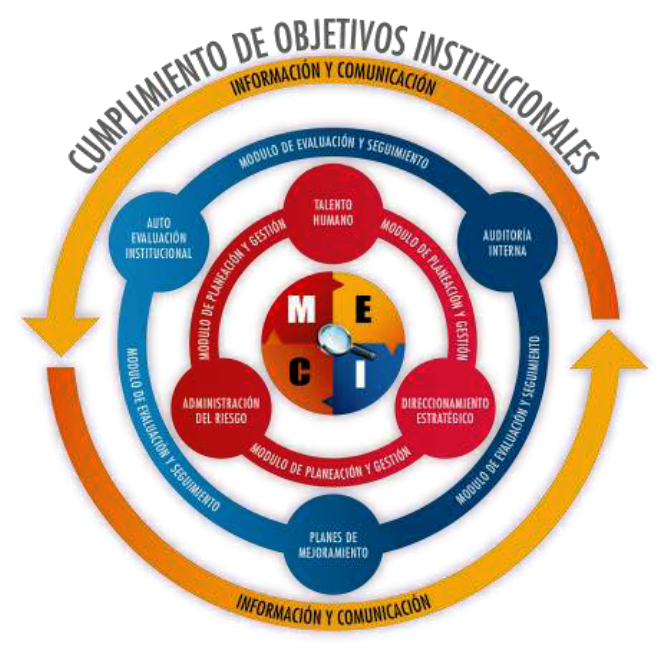 CUMPLIMIENTO DE OBJETIVOS INSTITUCIONALES
INFORMACIÓN Y COMUNICACIÓN
MODULO DE EVALUACIÓN Y SEGUIMIENTO
TALENTO
HUMANO
AUTO
EVALUACIÓN
INSTITUCIONAL
AUDITORÍA
INTERNA
MODULO DE PLANEACIÓN Y GESTIÓN
MODULO DE PLANEACIÓN Y GESTIÓN
M E
C I
ADMINISTRACIÓN
DEL RIESGO
DIRECCIONAMIENTO
ESTRATÉGICO
MODULO DE EVALUACIÓN Y SEGUIMIENTO
MODULO DE EVALUACIÓN Y SEGUIMIENTO
MODULO DE PLANEACIÓN Y GESTIÓN
PLANES DE
MEJORAMIENTO
INFORMACIÓN Y COMUNICACIÓN